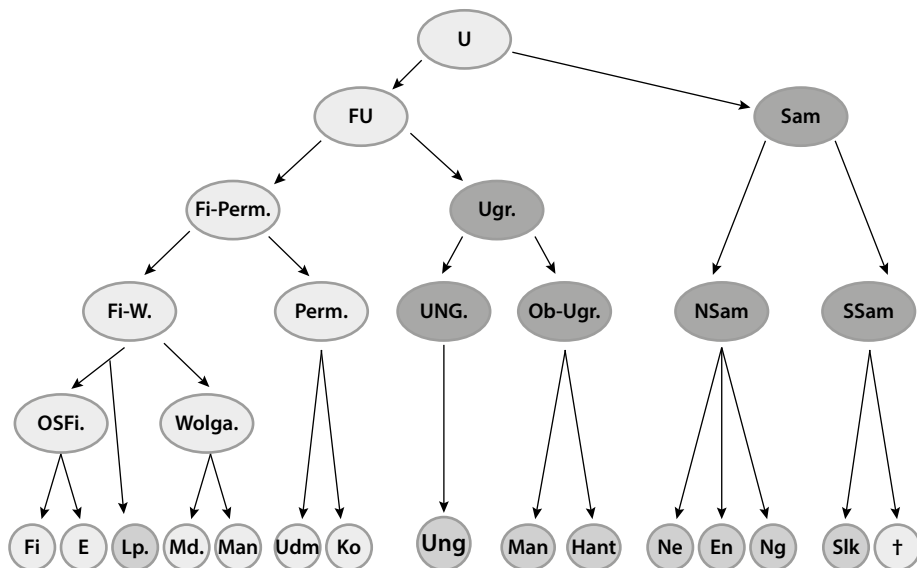 U
FU
Sam
Fi-Perm.
Ugr.
Fi-W.
Perm.
UNG.
Ob-Ugr.
NSam
SSam
OSFi.
Wolga.
Fi
E
Lp.
Md.
Man
Udm
Ko
Ung
Man
Hant
Ne
En
Ng
Slk
†